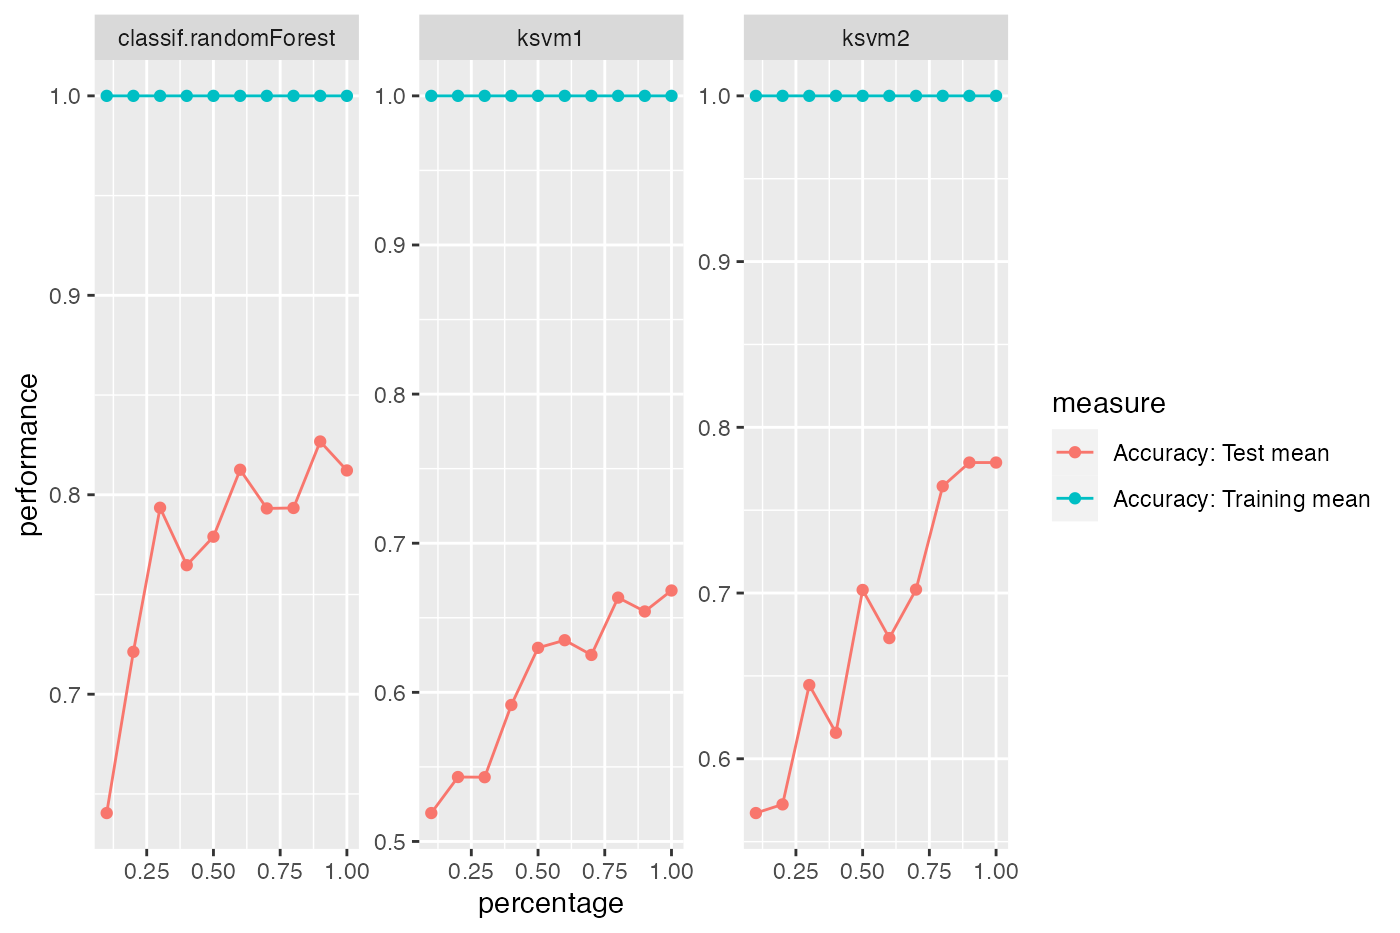 classif.randomForest
ksvm1
ksvm2
performance
1.0
0.9
0.8
0.7
1.0
0.9
0.8
0.7
0.6
0.5
1.0
0.9
0.8
0.7
0.6
0.25 0.50 0.75 1.00
0.25 0.50 0.75 1.00
0.25 0.50 0.75 1.00
percentage
measure
Accuracy: Test mean
Accuracy: Training mean